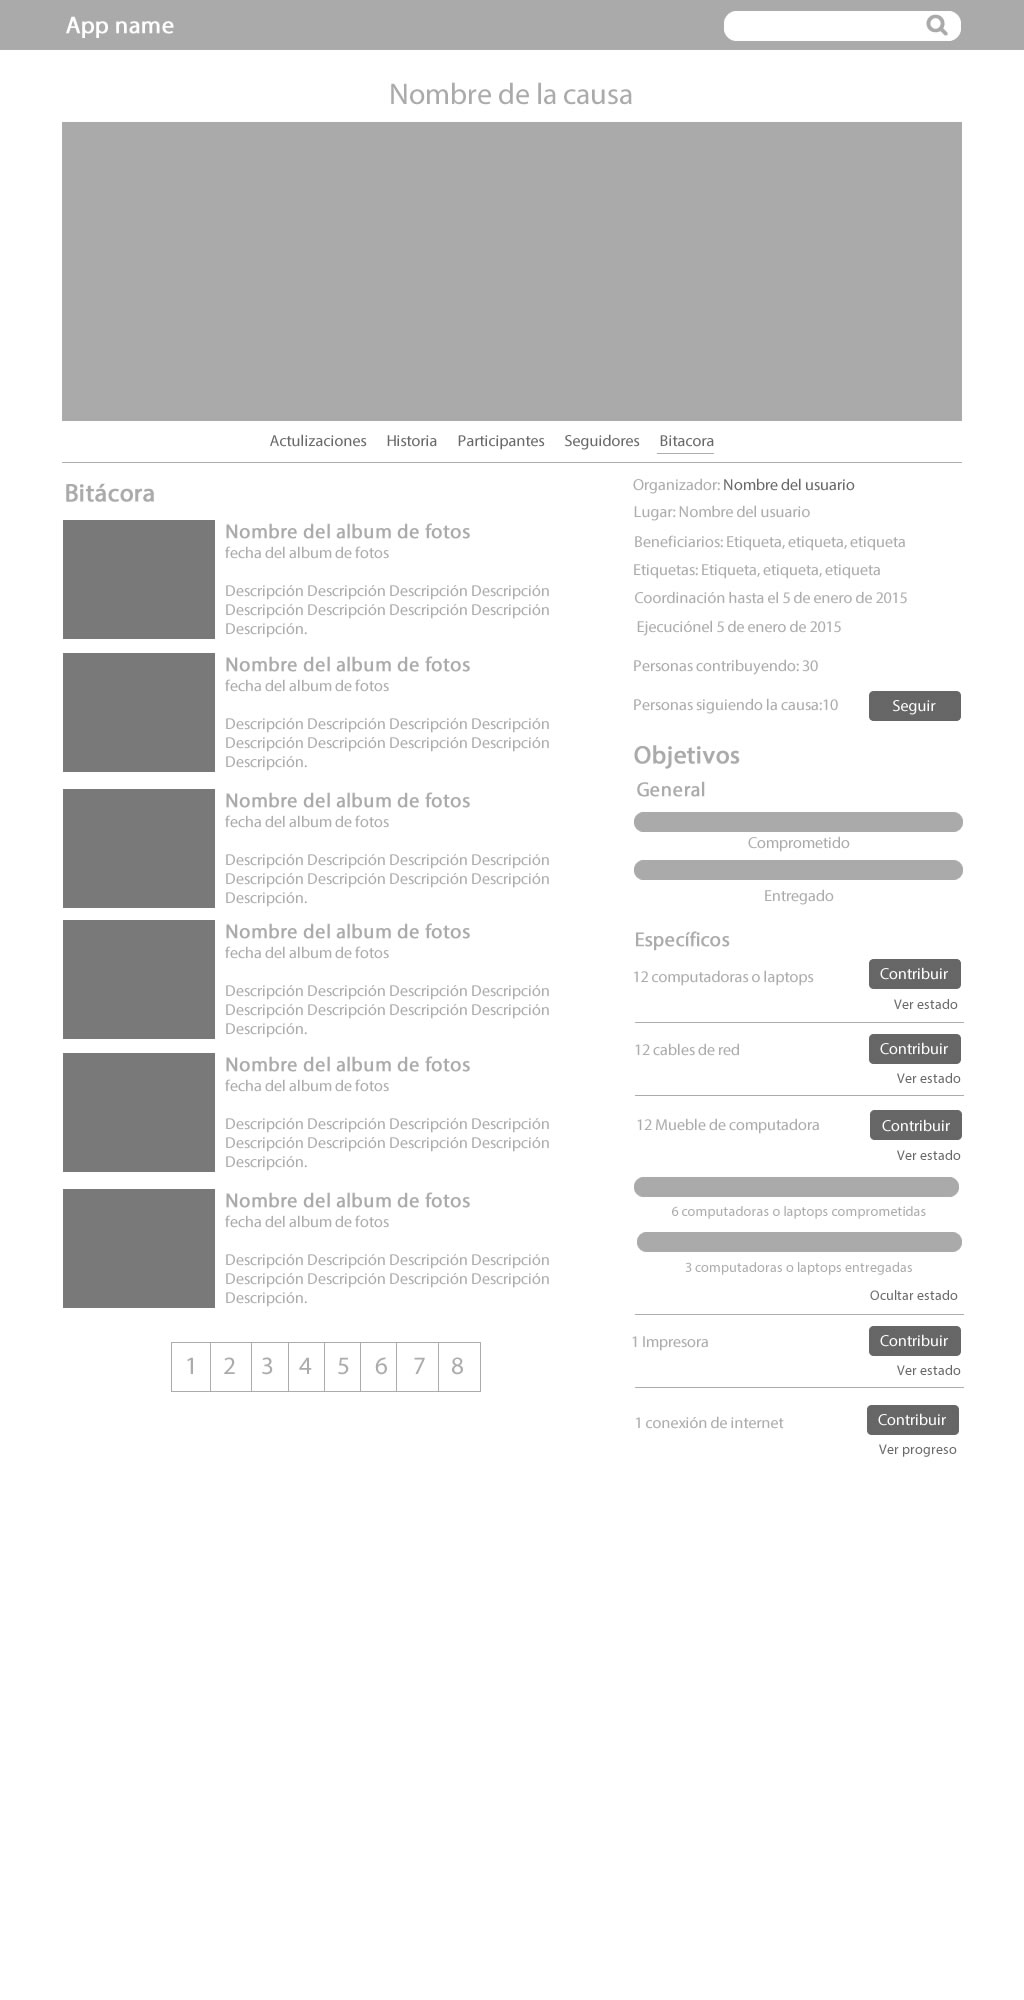 App name
Nombre de la causa
Actulizaciones Historia Participantes Seguidores Bitacora
Bitácora
Nombre del album de fotos
fecha del album de fotos
Descripción Descripción Descripción Descripción
Descripción Descripción Descripción Descripción
Descripción.
Nombre del album de fotos
fecha del album de fotos
Descripción Descripción Descripción Descripción
Descripción Descripción Descripción Descripción
Descripción.
Nombre del album de fotos
fecha del album de fotos
Descripción Descripción Descripción Descripción
Descripción Descripción Descripción Descripción
Descripción.
Nombre del album de fotos
fecha del album de fotos
Descripción Descripción Descripción Descripción
Descripción Descripción Descripción Descripción
Descripción.
Nombre del album de fotos
fecha del album de fotos
Descripción Descripción Descripción Descripción
Descripción Descripción Descripción Descripción
Descripción.
Nombre del album de fotos
fecha del album de fotos
Descripción Descripción Descripción Descripción
Descripción Descripción Descripción Descripción
Descripción.
1 2 3 4 5 6 7 8
Organizador: Nombre del usuario
Lugar: Nombre del usuario
Beneficiarios: Etiqueta, etiqueta, etiqueta
Etiquetas: Etiqueta, etiqueta, etiqueta
Coordinación hasta el 5 de enero de 2015
Ejecuciónel 5 de enero de 2015
Personas contribuyendo: 30
Personas siguiendo la causa:10 Seguir
Objetivos
General
Comprometido
Entregado
Específicos
12 computadoras o laptops Contribuir
Ver estado
12 cables de red Contribuir
Ver estado
12 Mueble de computadora Contribuir
Ver estado
6 computadoras o laptops comprometidas
3 computadoras o laptops entregadas
Ocultar estado
1 Impresora Contribuir
Ver estado
1 conexión de internet Contribuir
Ver progreso